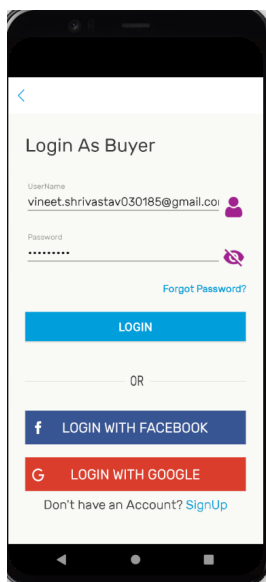 Login As Buyer
UserName
vineet.shrivastav030185@gmail.co
Password
•••••••••
Forgot Password?
LOGIN
OR
f LOGIN WITH FACEBOOK
G LOGIN WITH GOOGLE
Don't have an Account? SignUp